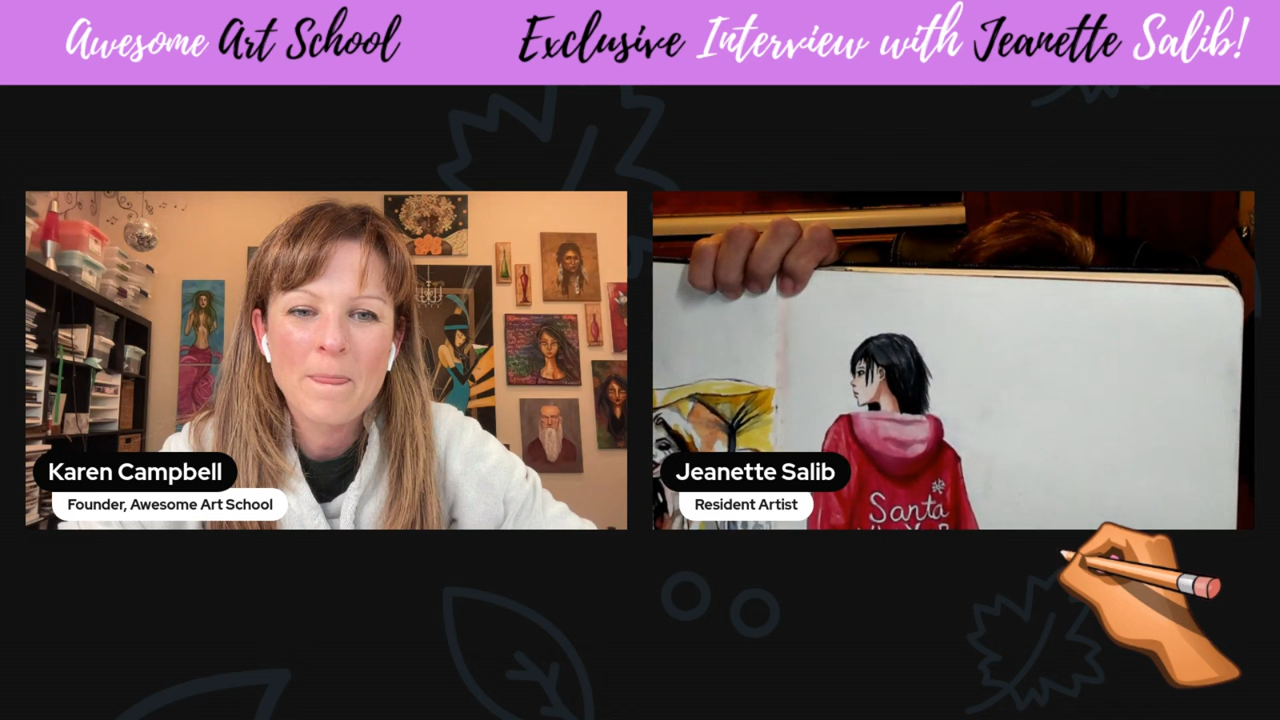 Awesome Art School
Exclusive Interview with Jeanette Salib!
Karen Campbell
Founder, Awesome Art School
Jeanette Salib
Resident Artist
Santa